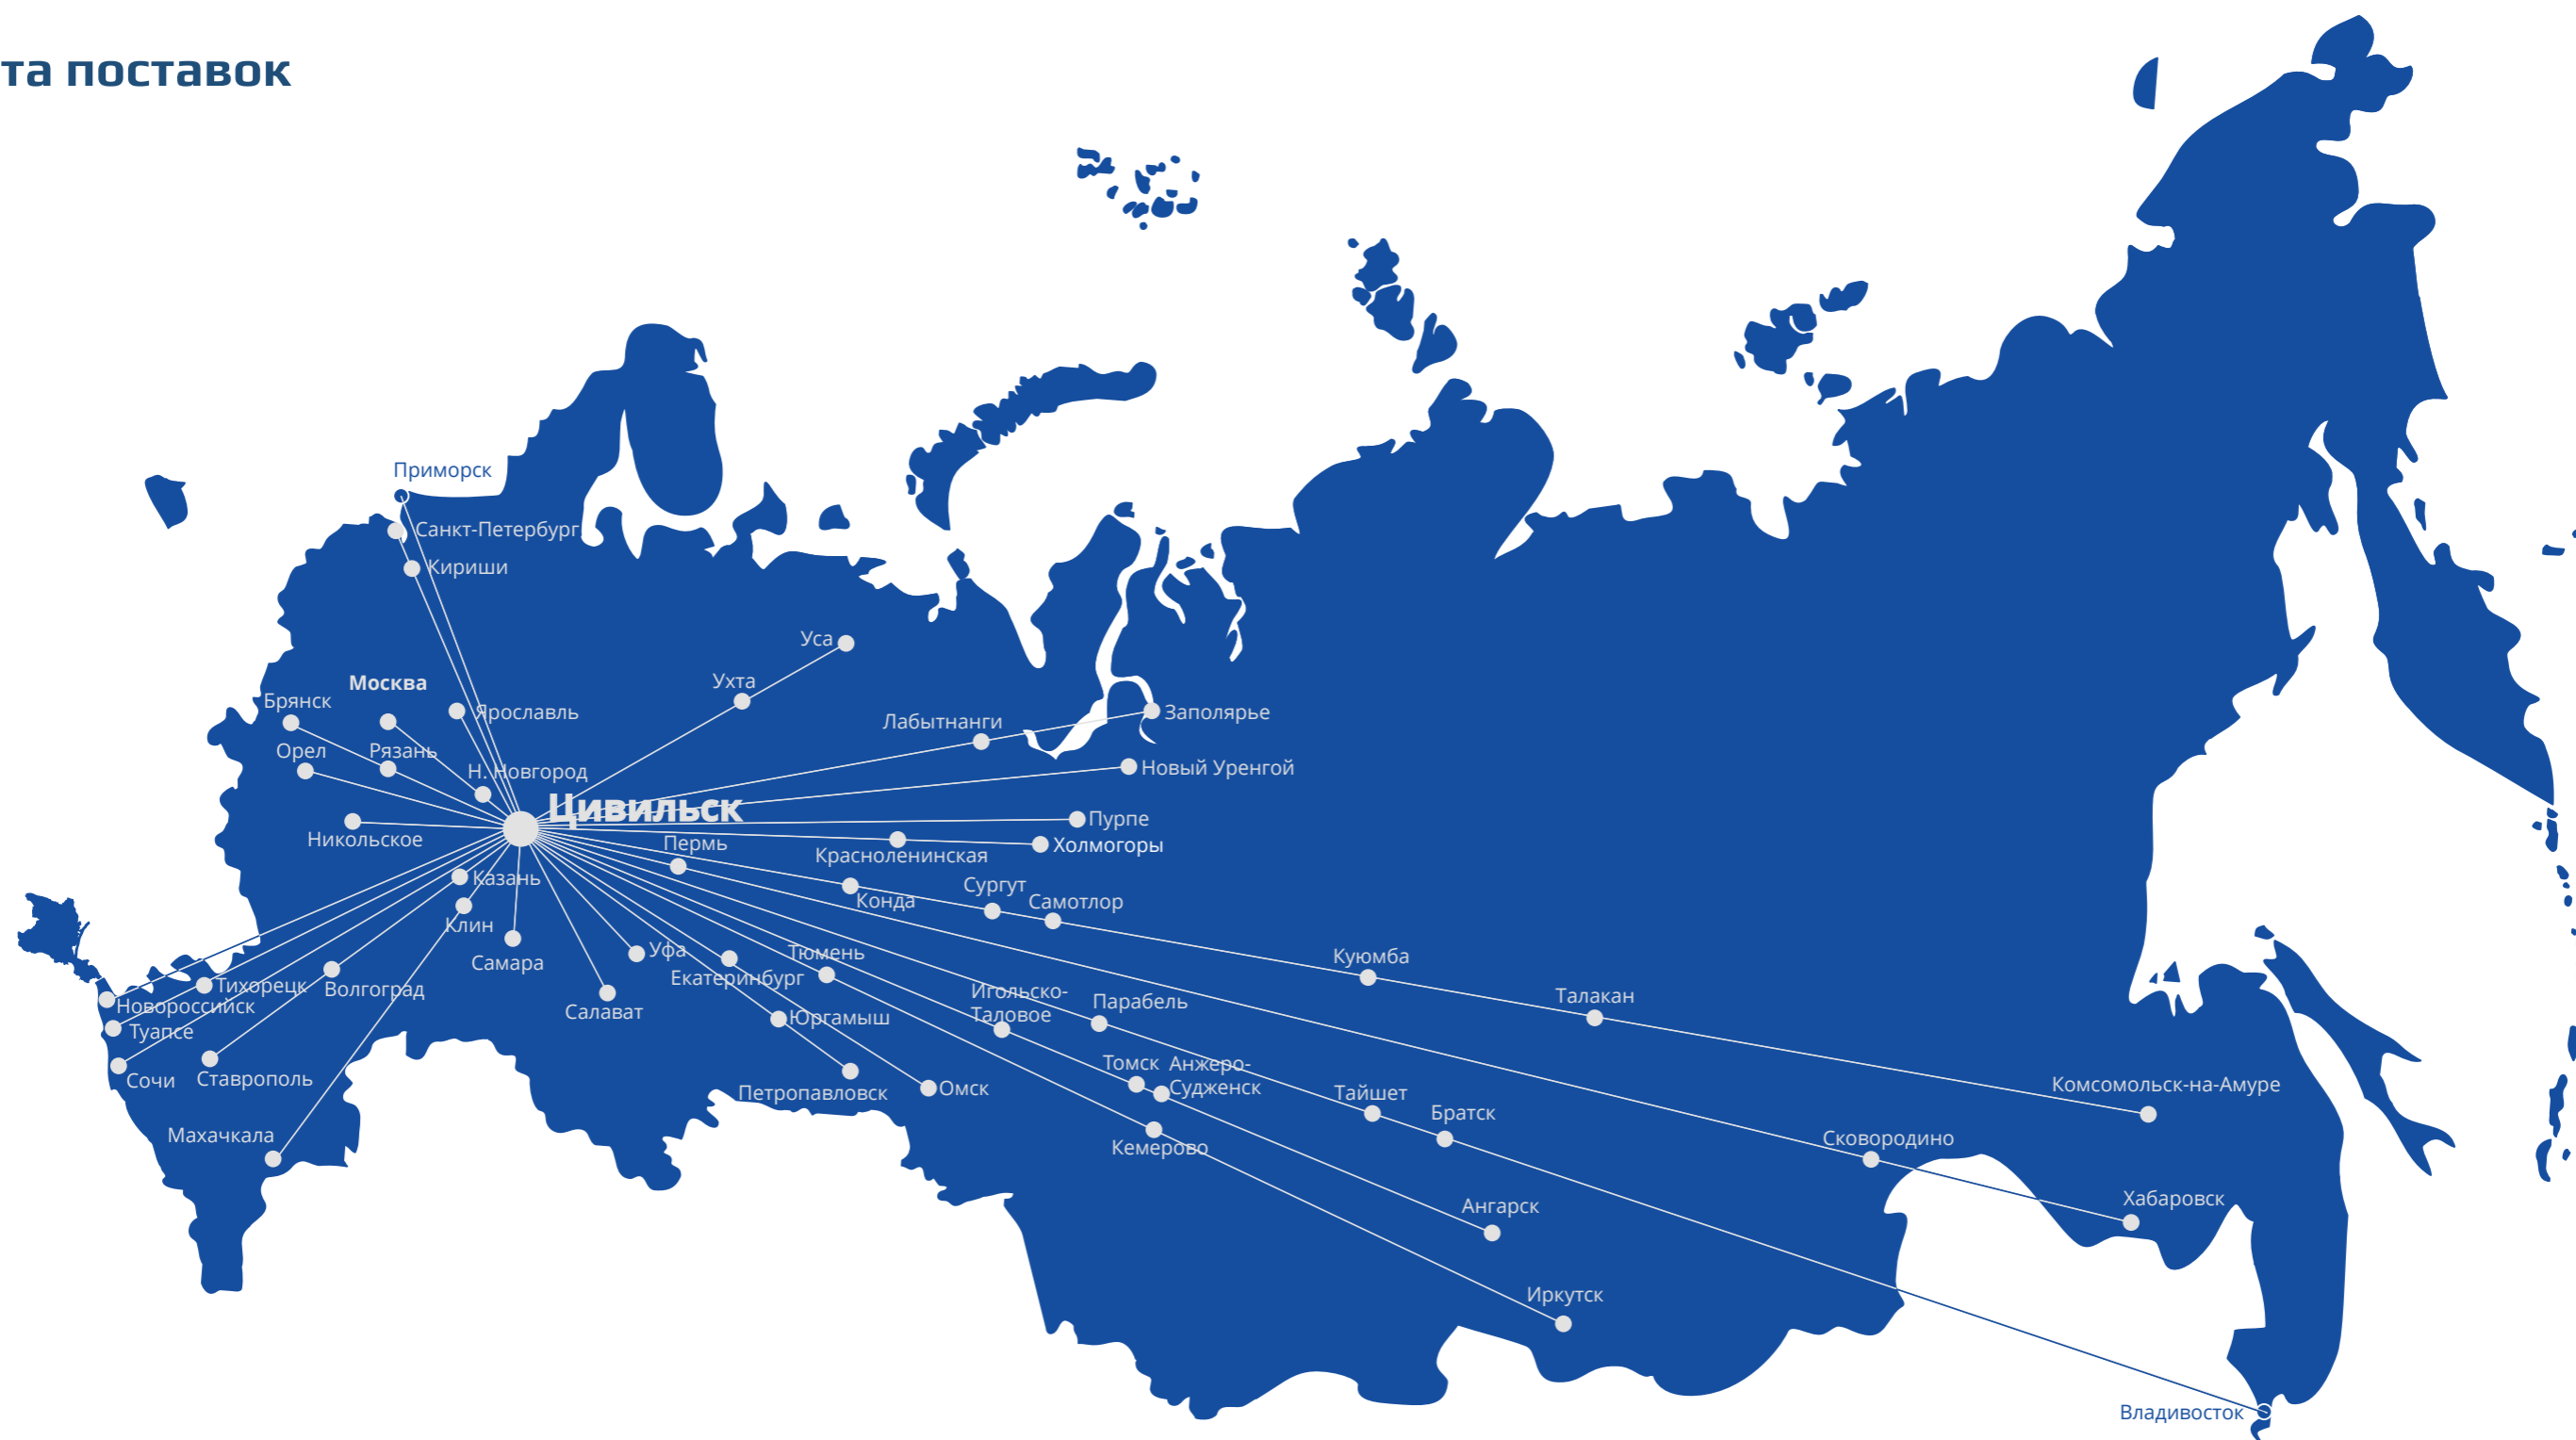 та поставок
Приморск
Санкт-Петербург
Кириши
Уса
Ухта
Москва
Брянск
Ярославль
Лабытнанги
Заполярье
Орел
Рязань
Н. Новгород
Новый Уренгой
Цивильск
Пурпе
Никольское
Пермь
Холмогоры
Красноленинская
Казань
Сургут
Конда
Самотлор
Клин
Самара
Уфа
Тюмень
Куюмба
Екатеринбург
Тихорецк
Волгоград
Игольско-
Таловое
Парабель
Талакан
Новороссийск
Салават
Юргамыш
Туапсе
Томск
Анжеро-
Судженск
Сочи
Ставрополь
Петропавловск
Омск
Тайшет
Комсомольск-на-Амуре
Братск
Махачкала
Кемерово
Сковородино
Хабаровск
Ангарск
Иркутск
Владивосток